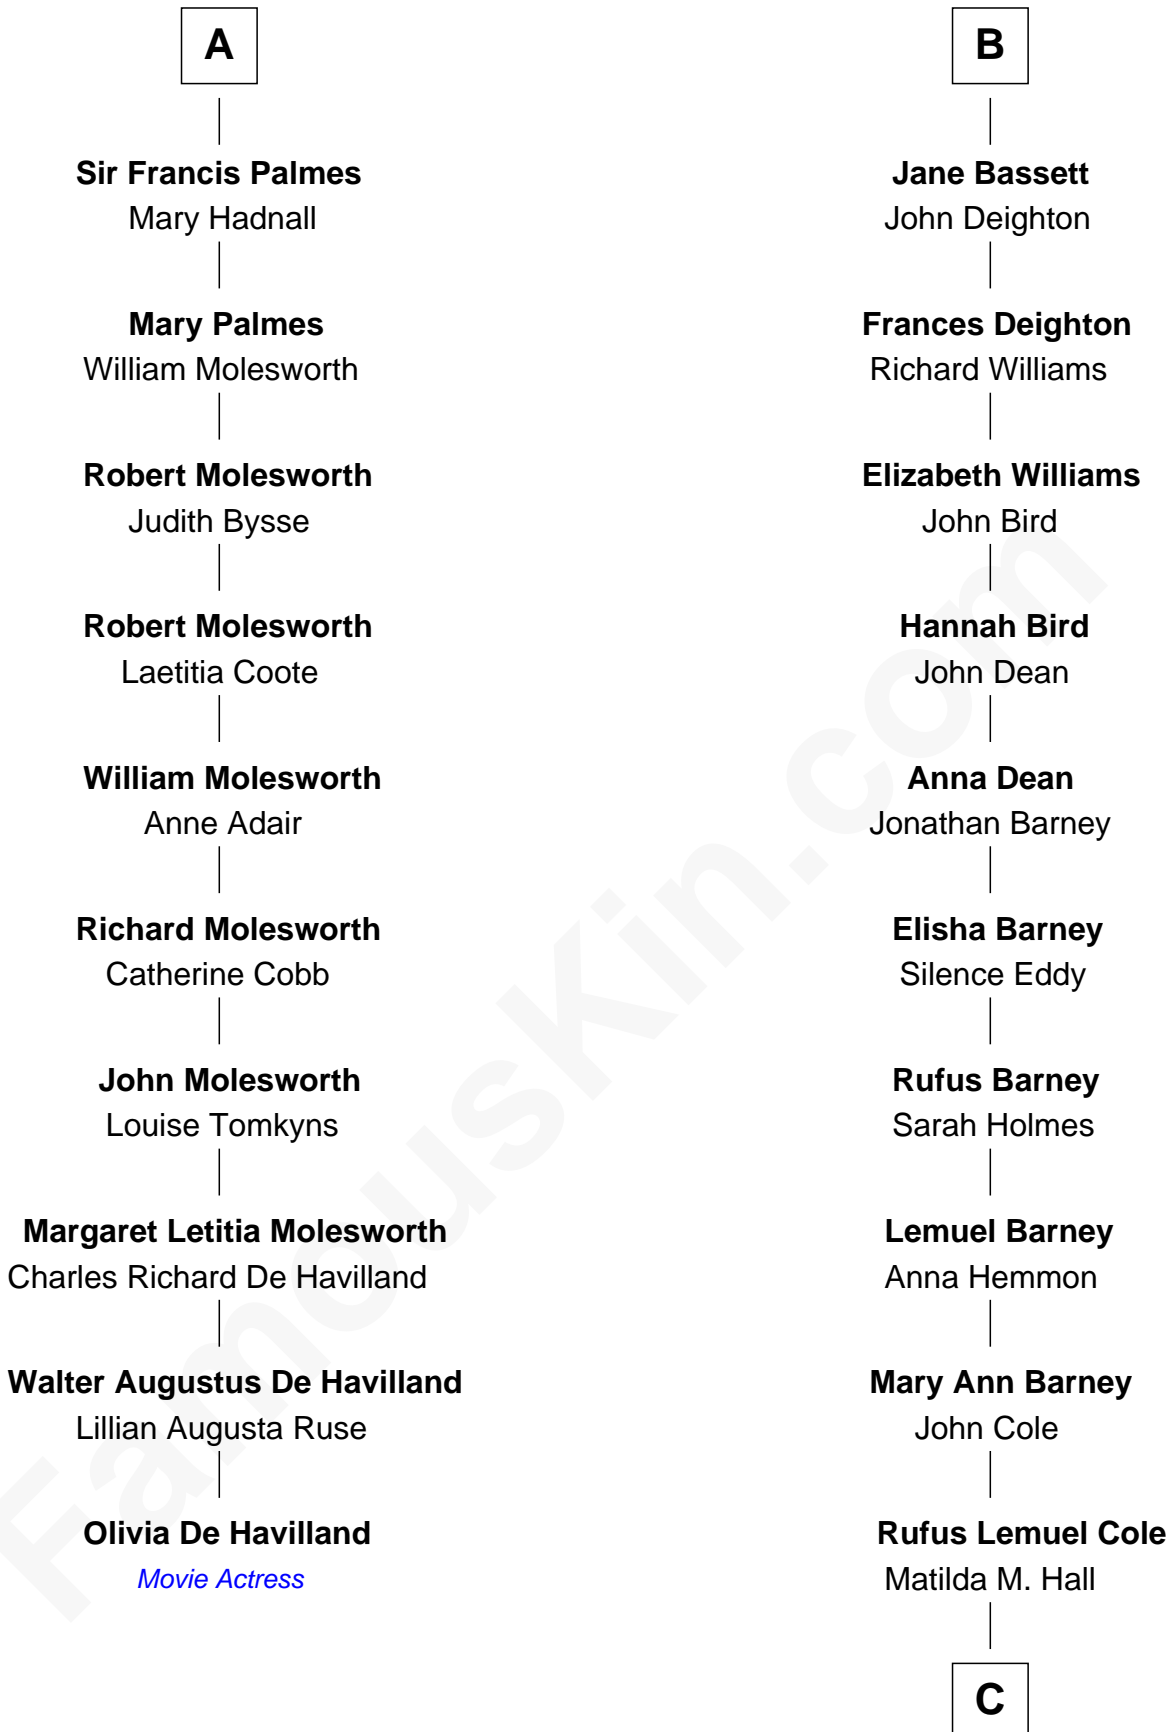 A
Sir Francis Palmes
Mary Hadnall
Mary Palmes
William Molesworth
Robert Molesworth
Judith Bysse
Robert Molesworth
Laetitia Coote
William Molesworth
Anne Adair
Richard Molesworth
Catherine Cobb
John Molesworth
Louise Tomkyns
Margaret Letitia Molesworth
Charles Richard De Havilland
Walter Augustus De Havilland
Lillian Augusta Ruse
Olivia De Havilland
Movie Actress
B
Jane Bassett
John Deighton
Frances Deighton
Richard Williams
Elizabeth Williams
John Bird
Hannah Bird
John Dean
Anna Dean
Jonathan Barney
Elisha Barney
Silence Eddy
Rufus Barney
Sarah Holmes
Lemuel Barney
Anna Hemmon
Mary Ann Barney
John Cole
Rufus Lemuel Cole
Matilda M. Hall
C
FamousKin.com